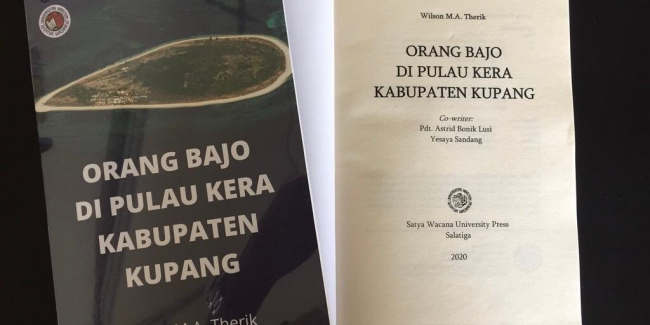 ORANG BAJO
DI PULAU KERA
KABUPATEN
KUPANG
M.A. Therik
Wilson M.A. Therik
ORANG BAJO
DI PULAU KERA
KABUPATEN KUPANG
Co-writer:
Pdt. Astrid Bonik Lusi
Yesaya Sandang
Satya Wacana University Press
Salatiga
2020